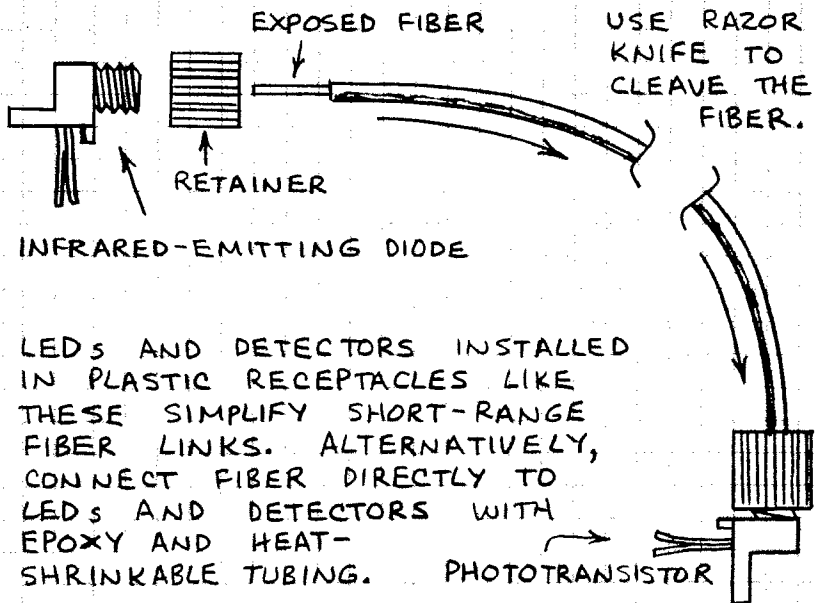 EXPOSED FIBER
USE RAZOR
KNIFE TO
CLEAVE THE
FIBER.
RETAINER
INFRARED-EMITTING DIODE
LEDs AND DETECTORS INSTALLED
IN PLASTIC RECEPTACLES LIKE
THESE SIMPLIFY SHORT-RANGE
FIBER LINKS. ALTERNATIVELY,
CONNECT FIBER DIRECTLY TO
LEDs AND DETECTORS WITH
EPOXY AND HEAT-
SHRINKABLE TUBING.
PHOTOTRANSISTOR